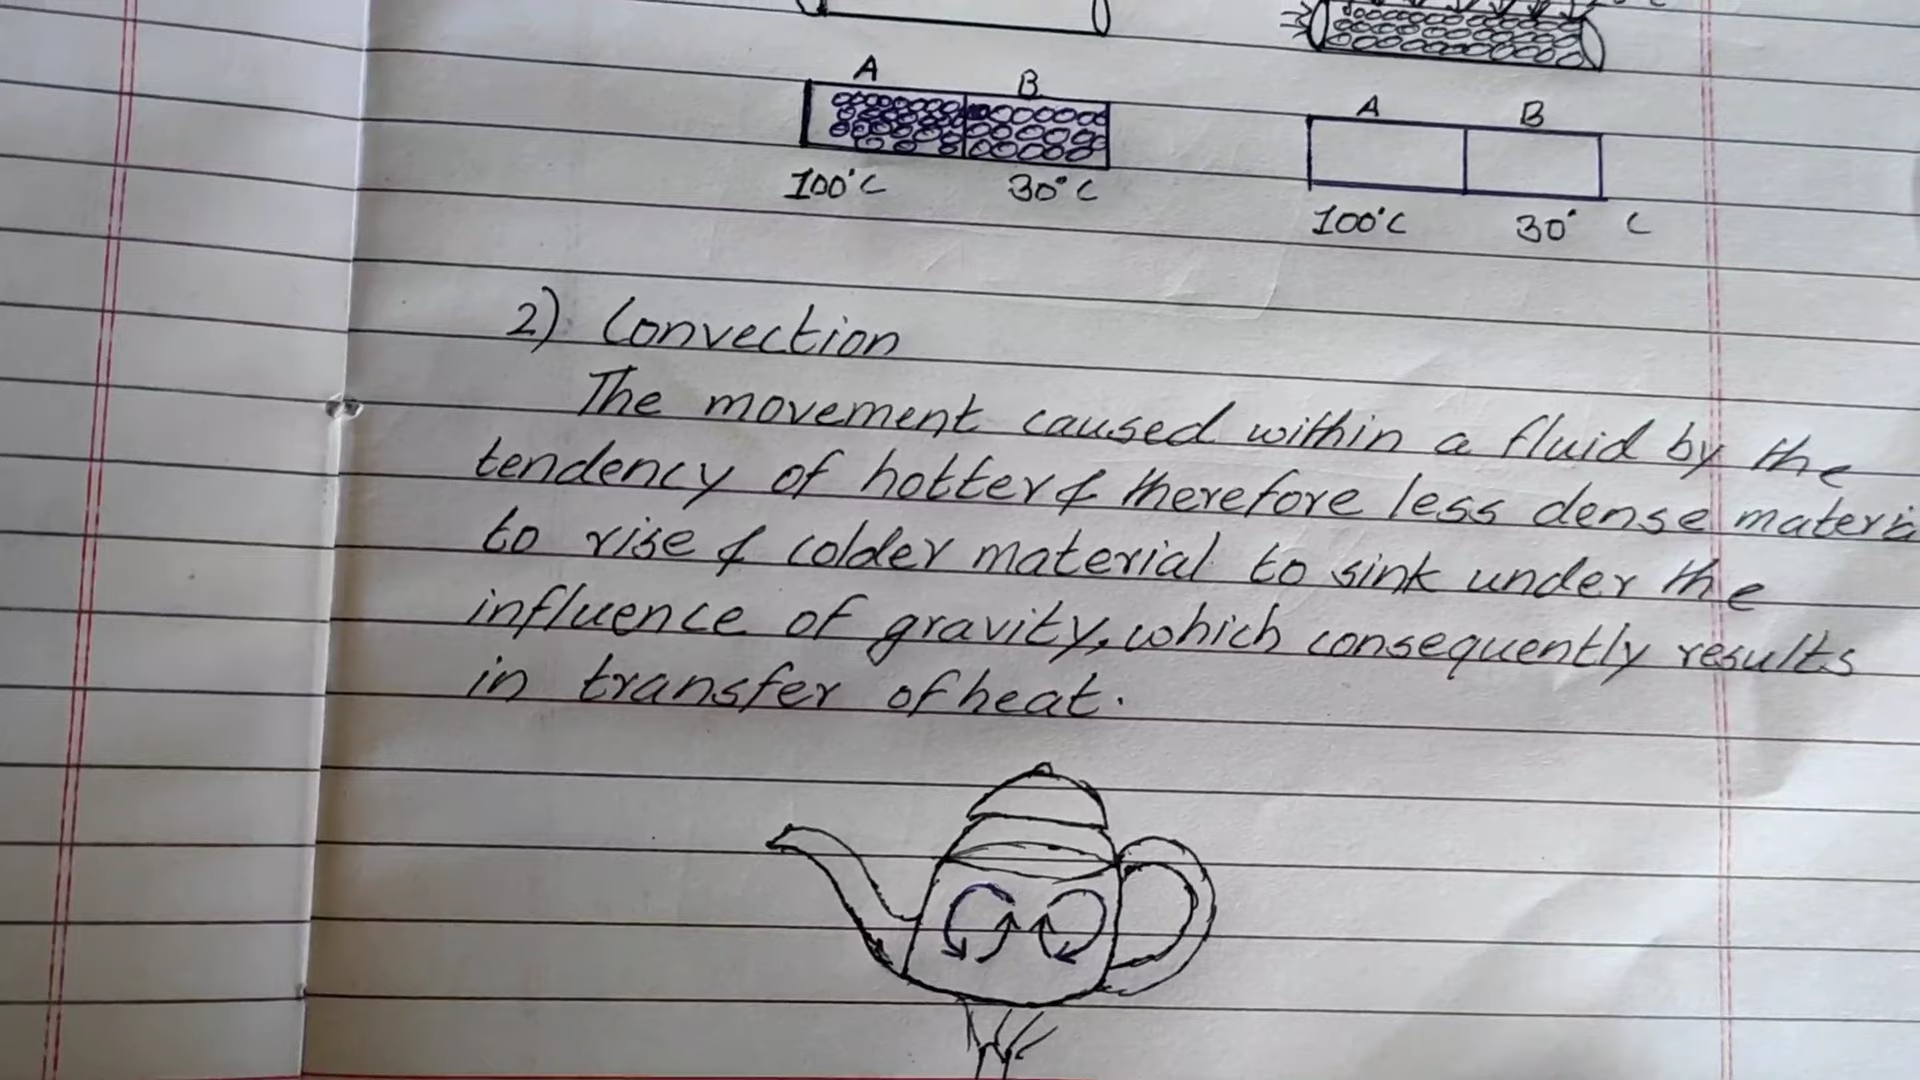 A B A B
100°C 30°C 100°C 30° C
2) Convection
The movement caused within a fluid by the
tendency of hotter & therefore less dense materi
to rise & colder material to sink under the
influence of gravity, which consequently results
in transfer of heat.